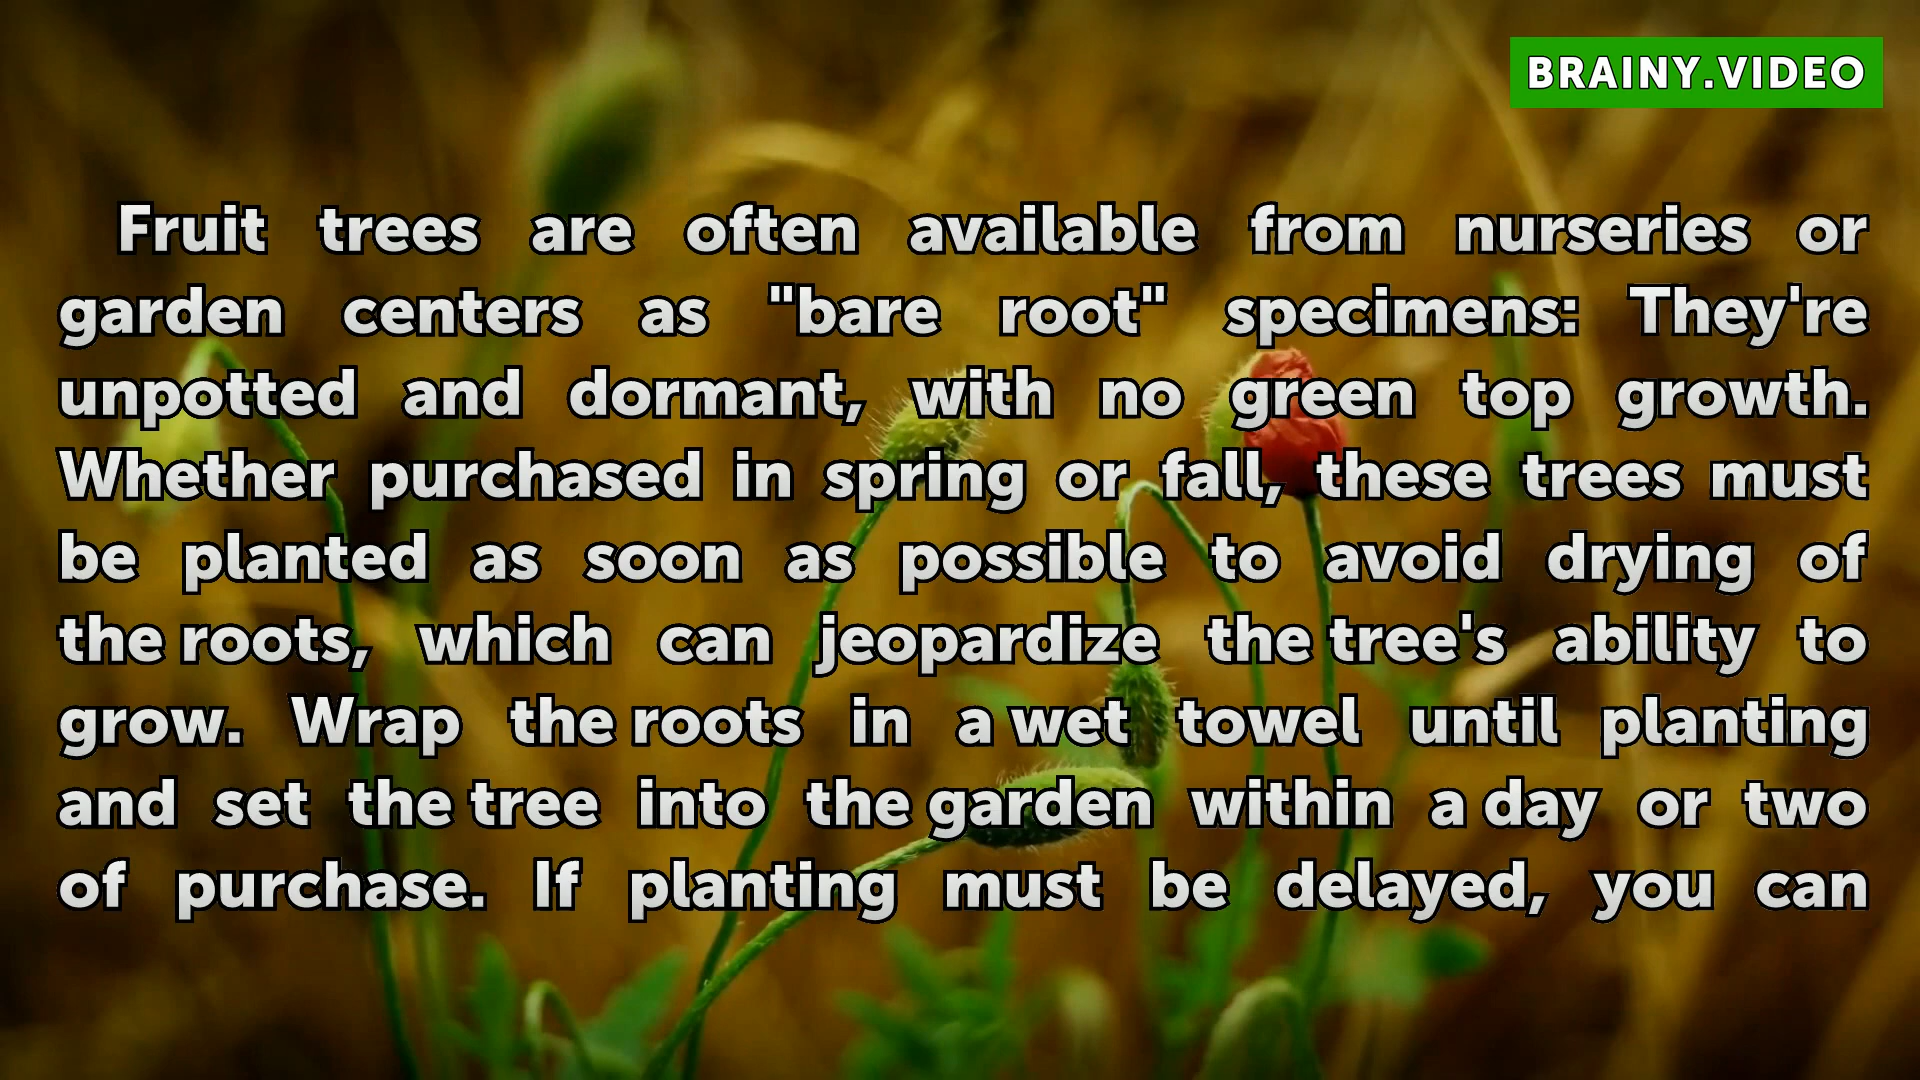 BRAINY.VIDEO
Fruit trees are often available from nurseries or
garden centers as "bare root" specimens: They're
unpotted and dormant, with no green top growth.
Whether purchased in spring or fall, these trees must
be planted as soon as possible to avoid drying of
the roots, which can jeopardize the tree's ability to
grow. Wrap the roots in a wet towel until planting
and set the tree into the garden within a day or two
of purchase. If planting must be delayed, you can